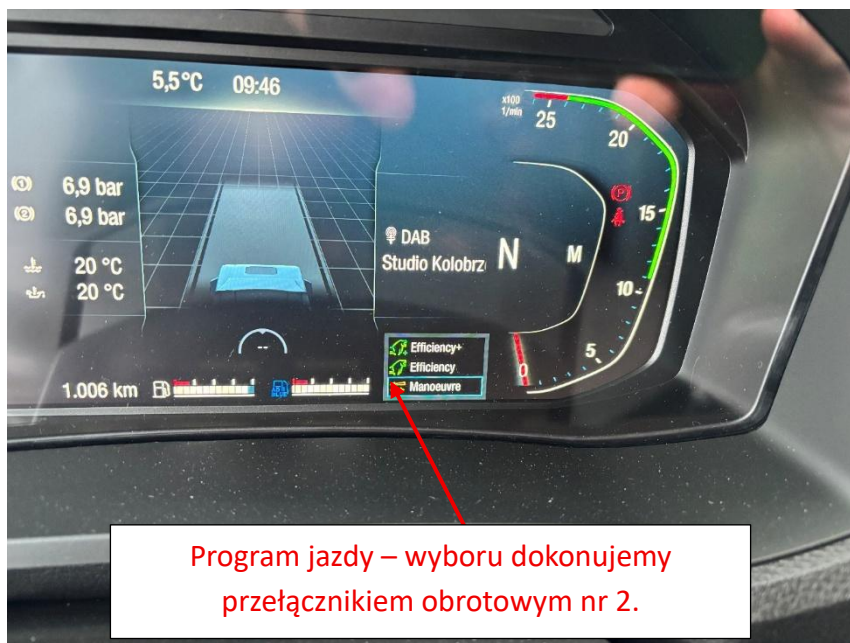 5,5°C 09:46
x100
1/min
25
20
15
10
5
0
(1) 6,9 bar
(2) 6,9 bar
20 °C
20 °C
DAB
Studio Kolobrz
N M
P
Efficiency+
Efficiency
Manoeuvre
1.006 km
Program jazdy – wyboru dokonujemy
przełącznikiem obrotowym nr 2.